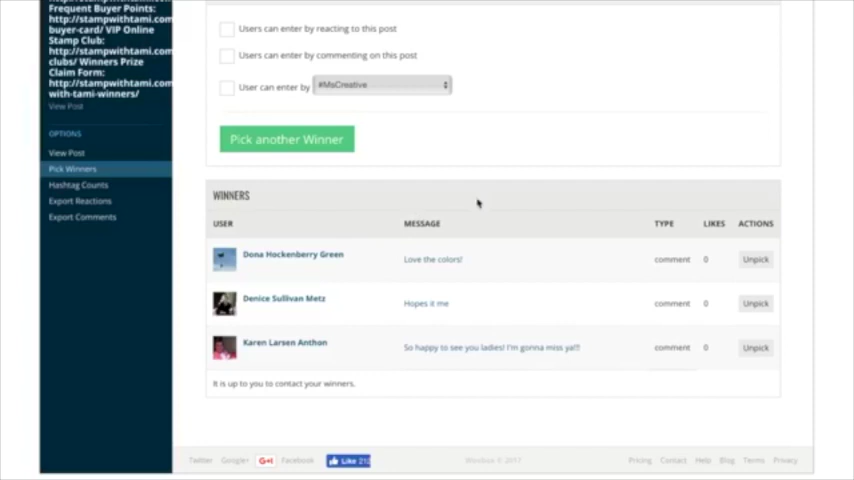 Frequent Buyer Points:
http://stampwithtami.com
buyer-card/ VIP Online
Stamp Club:
http://stampwithtami.com
clubs/ Winners Prize
Claim Form:
http://stampwithtami.com
with-tami-winners/
View Post
OPTIONS
View Post
Pick Winners
Hashtag Counts
Export Reactions
Export Comments
Users can enter by reacting to this post
Users can enter by commenting on this post
User can enter by #MsCreative
Pick another Winner
WINNERS
USER MESSAGE TYPE LIKES ACTIONS
Dona Hockenberry Green Love the colors! comment 0 Unpick
Denice Sullivan Metz Hopes it me comment 0 Unpick
Karen Larsen Anthon So happy to see you ladies! I'm gonna miss ya!!! comment 0 Unpick
It is up to you to contact your winners.
Twitter Google+ G+1 Facebook Like 212 © 2017 Pricing Contact Help Blog Terms Privacy